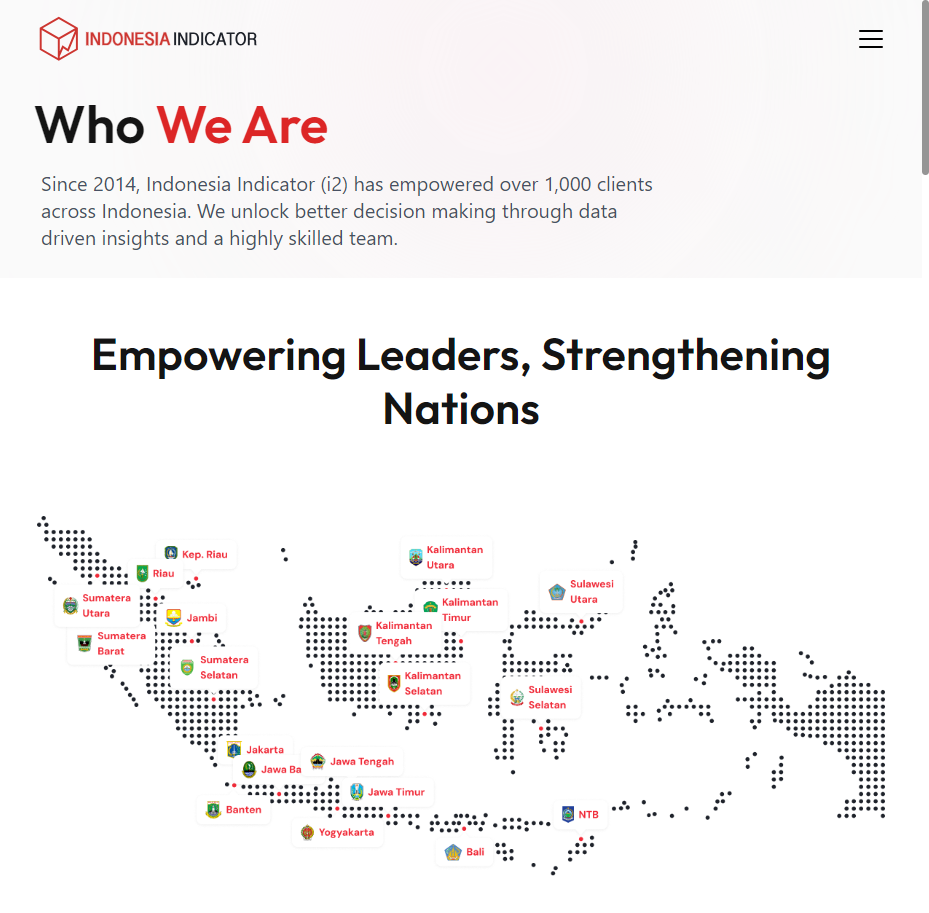 INDONESIA INDICATOR
Who We Are
Since 2014, Indonesia Indicator (i2) has empowered over 1,000 clients
across Indonesia. We unlock better decision making through data
driven insights and a highly skilled team.
Empowering Leaders, Strengthening
Nations
Kep. Riau
Riau
Sumatera
Utara
Jambi
Sumatera
Barat
Sumatera
Selatan
Kalimantan
Utara
Kalimantan
Timur
Kalimantan
Tengah
Kalimantan
Selatan
Sulawesi
Utara
Sulawesi
Selatan
Jakarta
Jawa Ba
Jawa Tengah
Jawa Timur
Banten
Yogyakarta
NTB
Bali